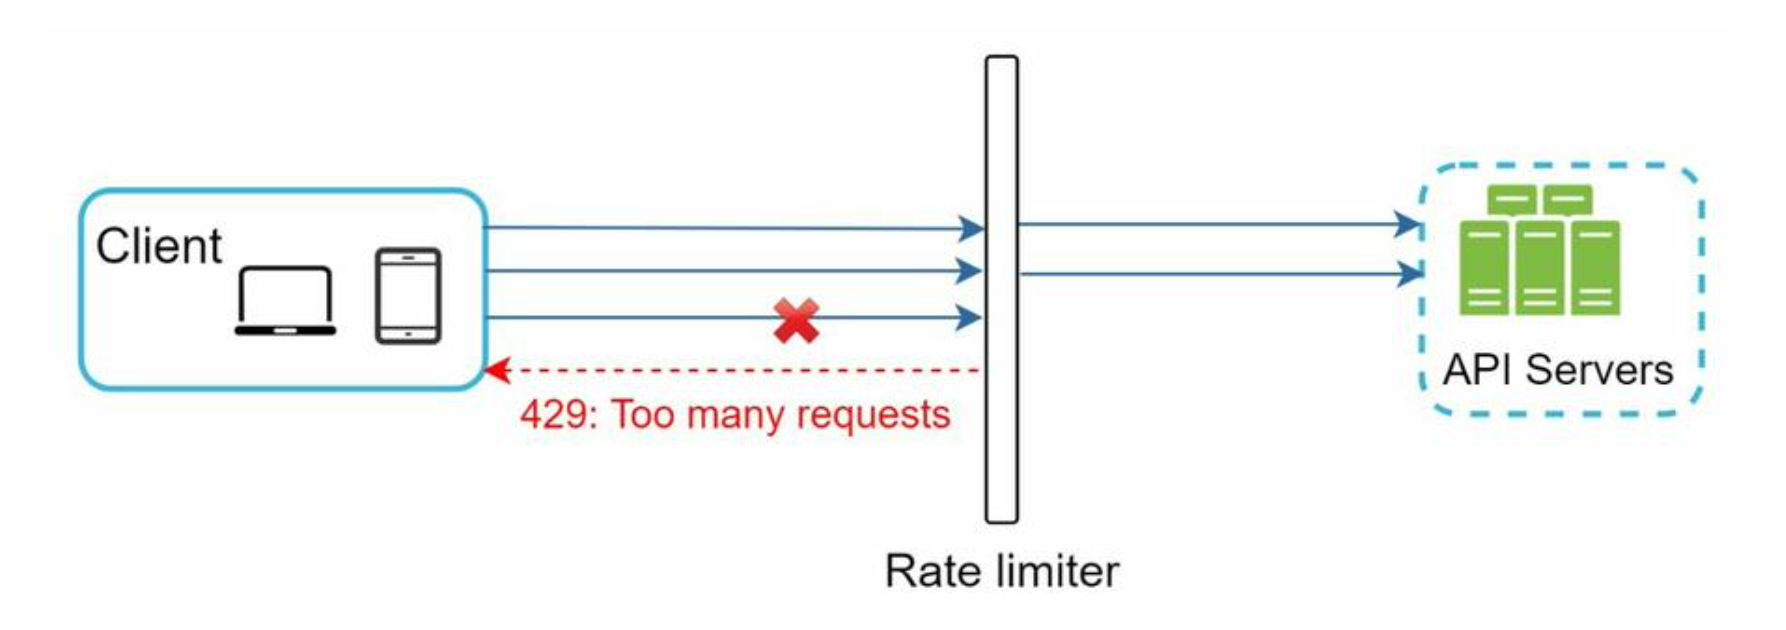 Client
429: Too many requests
API Servers
Rate limiter